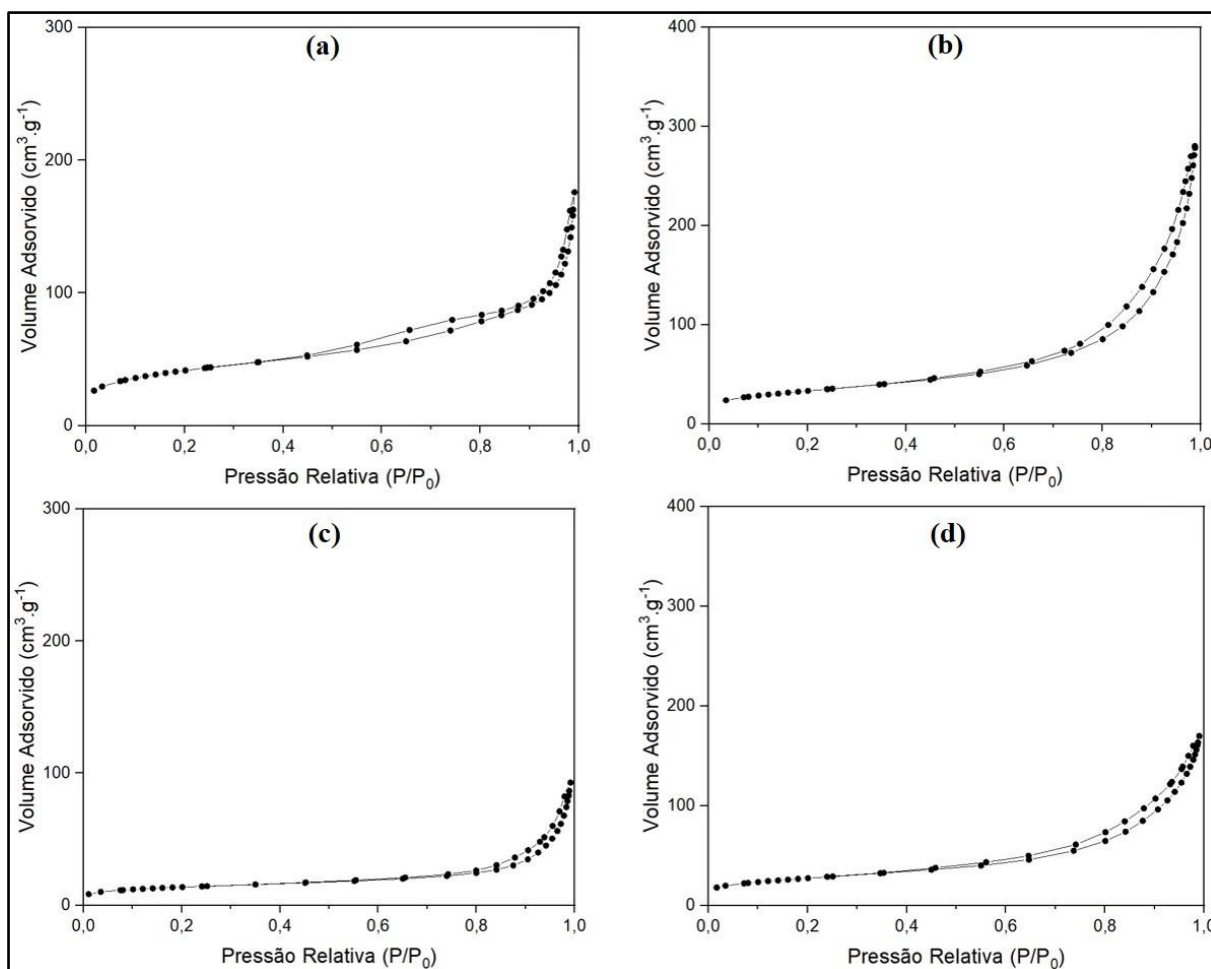 (a)
Volume Adsorvido (cm³.g⁻¹)
300
200
100
0
0,0 0,2 0,4 0,6 0,8 1,0
Pressão Relativa (P/P₀)
(b)
Volume Adsorvido (cm³.g⁻¹)
400
300
200
100
0
0,0 0,2 0,4 0,6 0,8 1,0
Pressão Relativa (P/P₀)
(c)
Volume Adsorvido (cm³.g⁻¹)
300
200
100
0
0,0 0,2 0,4 0,6 0,8 1,0
Pressão Relativa (P/P₀)
(d)
Volume Adsorvido (cm³.g⁻¹)
400
300
200
100
0
0,0 0,2 0,4 0,6 0,8 1,0
Pressão Relativa (P/P₀)